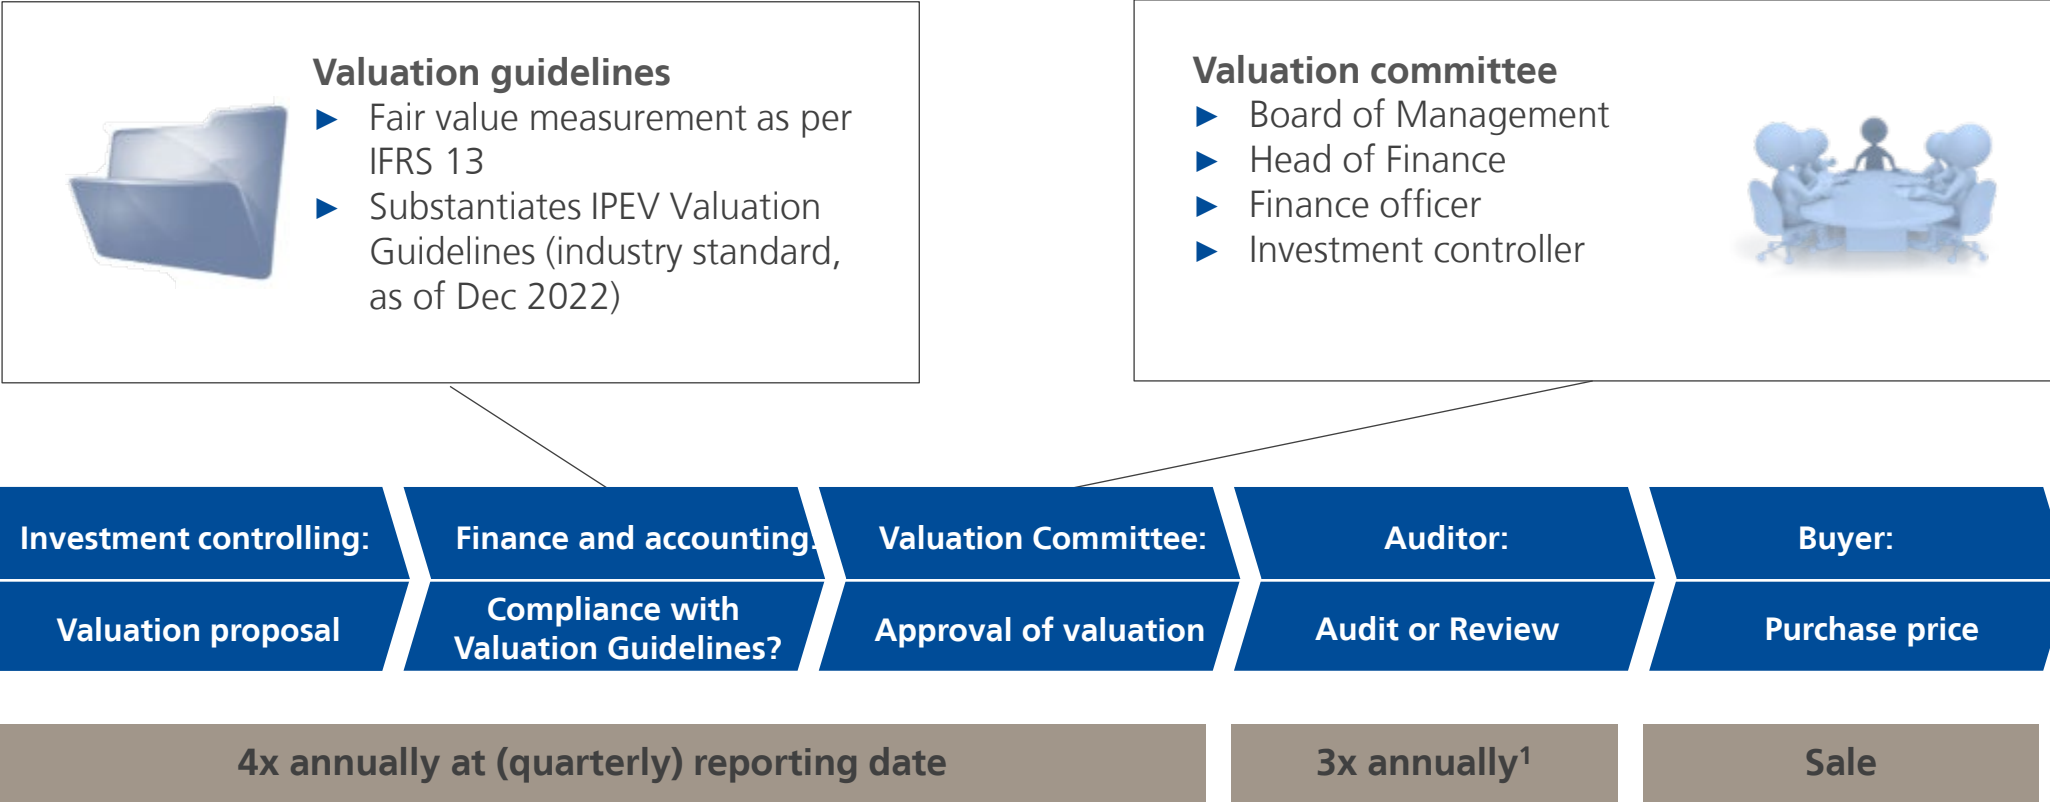 Valuation guidelines
► Fair value measurement as per
IFRS 13
► Substantiates IPEV Valuation
Guidelines (industry standard,
as of Dec 2022)
Valuation committee
► Board of Management
► Head of Finance
► Finance officer
► Investment controller
Investment controlling:
Valuation proposal
Finance and accounting:
Compliance with
Valuation Guidelines?
Valuation Committee:
Approval of valuation
Auditor:
Audit or Review
Buyer:
Purchase price
4x annually at (quarterly) reporting date
3x annually¹
Sale